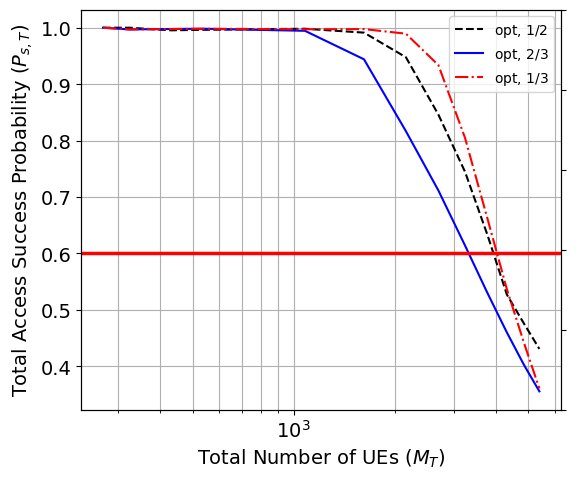 Total Access Success Probability (P_{s,T})
1.0
0.9
0.8
0.7
0.6
0.5
0.4
opt, 1/2
opt, 2/3
opt, 1/3
10^3
Total Number of UEs (M_T)